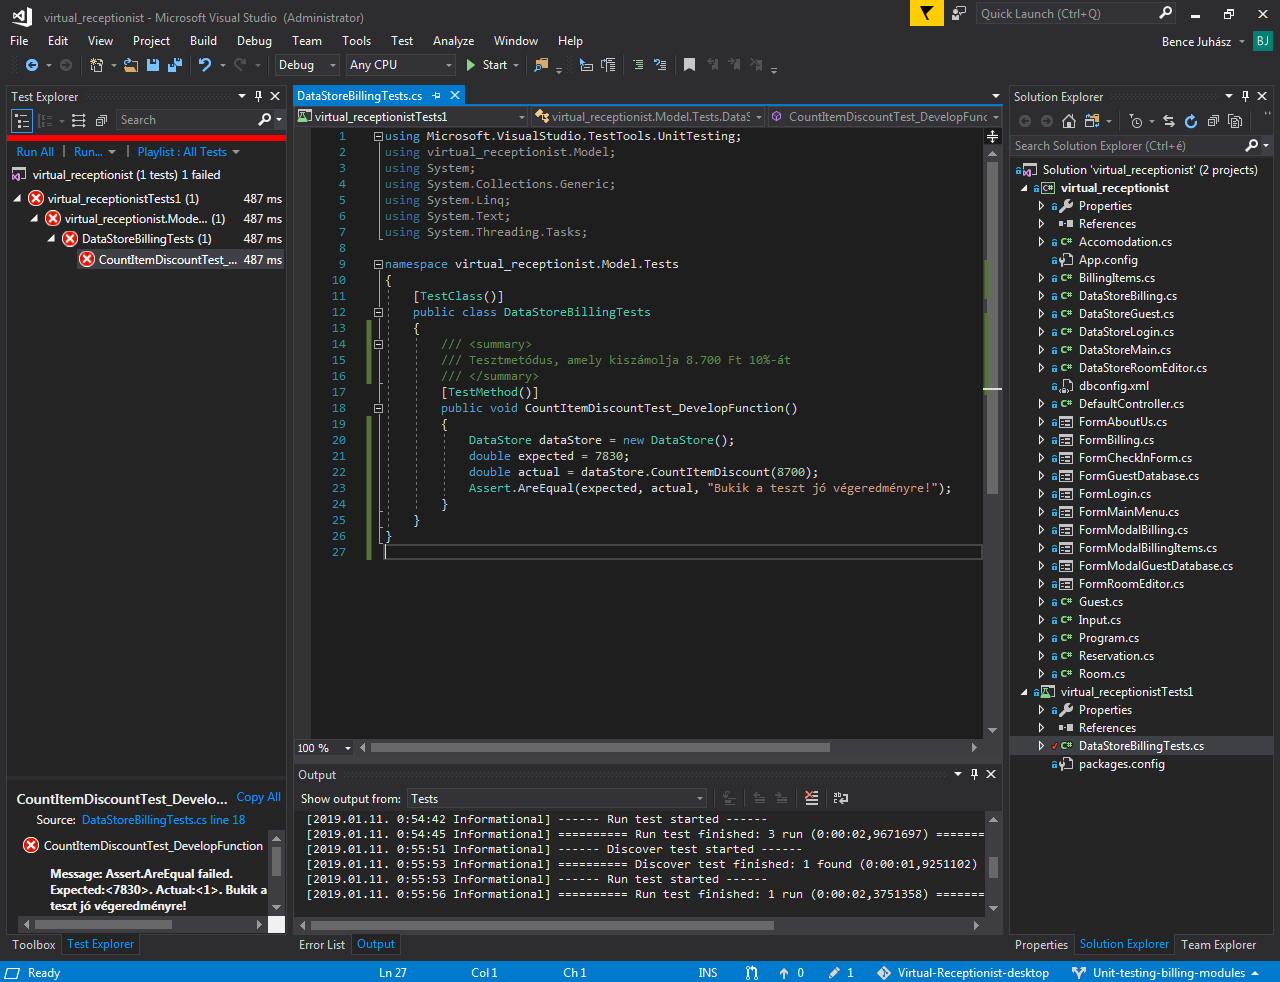 virtual_receptionist - Microsoft Visual Studio (Administrator)
Quick Launch (Ctrl+Q)
File Edit View Project Build Debug Team Tools Test Analyze Window Help
Bence Juhász BJ
Debug Any CPU Start
Test Explorer
Search
Run All | Run... | Playlist : All Tests
virtual_receptionist (1 tests) 1 failed
virtual_receptionistTests1 (1) 487 ms
virtual_receptionist.Mode... (1) 487 ms
DataStoreBillingTests (1) 487 ms
CountItemDiscountTest_... 487 ms
CountItemDiscountTest_Develo... Copy All
Source: DataStoreBillingTests.cs line 18
CountItemDiscountTest_DevelopFunction
Message: Assert.AreEqual failed.
Expected:<7830>. Actual:<1>. Bukik a
teszt jó végeredményre!
Toolbox Test Explorer
DataStoreBillingTests.cs
virtual_receptionistTests1 virtual_receptionist.Model.Tests.DataS CountItemDiscountTest_DevelopFunc
1 using Microsoft.VisualStudio.TestTools.UnitTesting;
2 using virtual_receptionist.Model;
3 using System;
4 using System.Collections.Generic;
5 using System.Linq;
6 using System.Text;
7 using System.Threading.Tasks;
8
9 namespace virtual_receptionist.Model.Tests
10 {
11 [TestClass()]
12 public class DataStoreBillingTests
13 {
14 /// <summary>
15 /// Tesztmetódus, amely kiszámolja 8.700 Ft 10%-át
16 /// </summary>
17 [TestMethod()]
18 public void CountItemDiscountTest_DevelopFunction()
19 {
20 DataStore dataStore = new DataStore();
21 double expected = 7830;
22 double actual = dataStore.CountItemDiscount(8700);
23 Assert.AreEqual(expected, actual, "Bukik a teszt jó végeredményre!");
24 }
25 }
26 }
27
100 %
Output
Show output from: Tests
[2019.01.11. 0:54:42 Informational] ------ Run test started ------
[2019.01.11. 0:54:45 Informational] ========== Run test finished: 3 run (0:00:02,9671697) =======
[2019.01.11. 0:55:51 Informational] ------ Discover test started ------
[2019.01.11. 0:55:53 Informational] ========== Discover test finished: 1 found (0:00:01,9251102)
[2019.01.11. 0:55:53 Informational] ------ Run test started ------
[2019.01.11. 0:55:56 Informational] ========== Run test finished: 1 run (0:00:02,3751358) =======
Error List Output
Solution Explorer
Search Solution Explorer (Ctrl+é)
Solution 'virtual_receptionist' (2 projects)
virtual_receptionist
Properties
References
Accomodation.cs
App.config
BillingItems.cs
DataStoreBilling.cs
DataStoreGuest.cs
DataStoreLogin.cs
DataStoreMain.cs
DataStoreRoomEditor.cs
dbconfig.xml
DefaultController.cs
FormAboutUs.cs
FormBilling.cs
FormCheckInForm.cs
FormGuestDatabase.cs
FormLogin.cs
FormMainMenu.cs
FormModalBilling.cs
FormModalBillingItems.cs
FormModalGuestDatabase.cs
FormRoomEditor.cs
Guest.cs
Input.cs
Program.cs
Reservation.cs
Room.cs
virtual_receptionistTests1
Properties
References
DataStoreBillingTests.cs
packages.config
Properties Solution Explorer Team Explorer
Ready Ln 27 Col 1 Ch 1 INS 0 1 Virtual-Receptionist-desktop Unit-testing-billing-modules